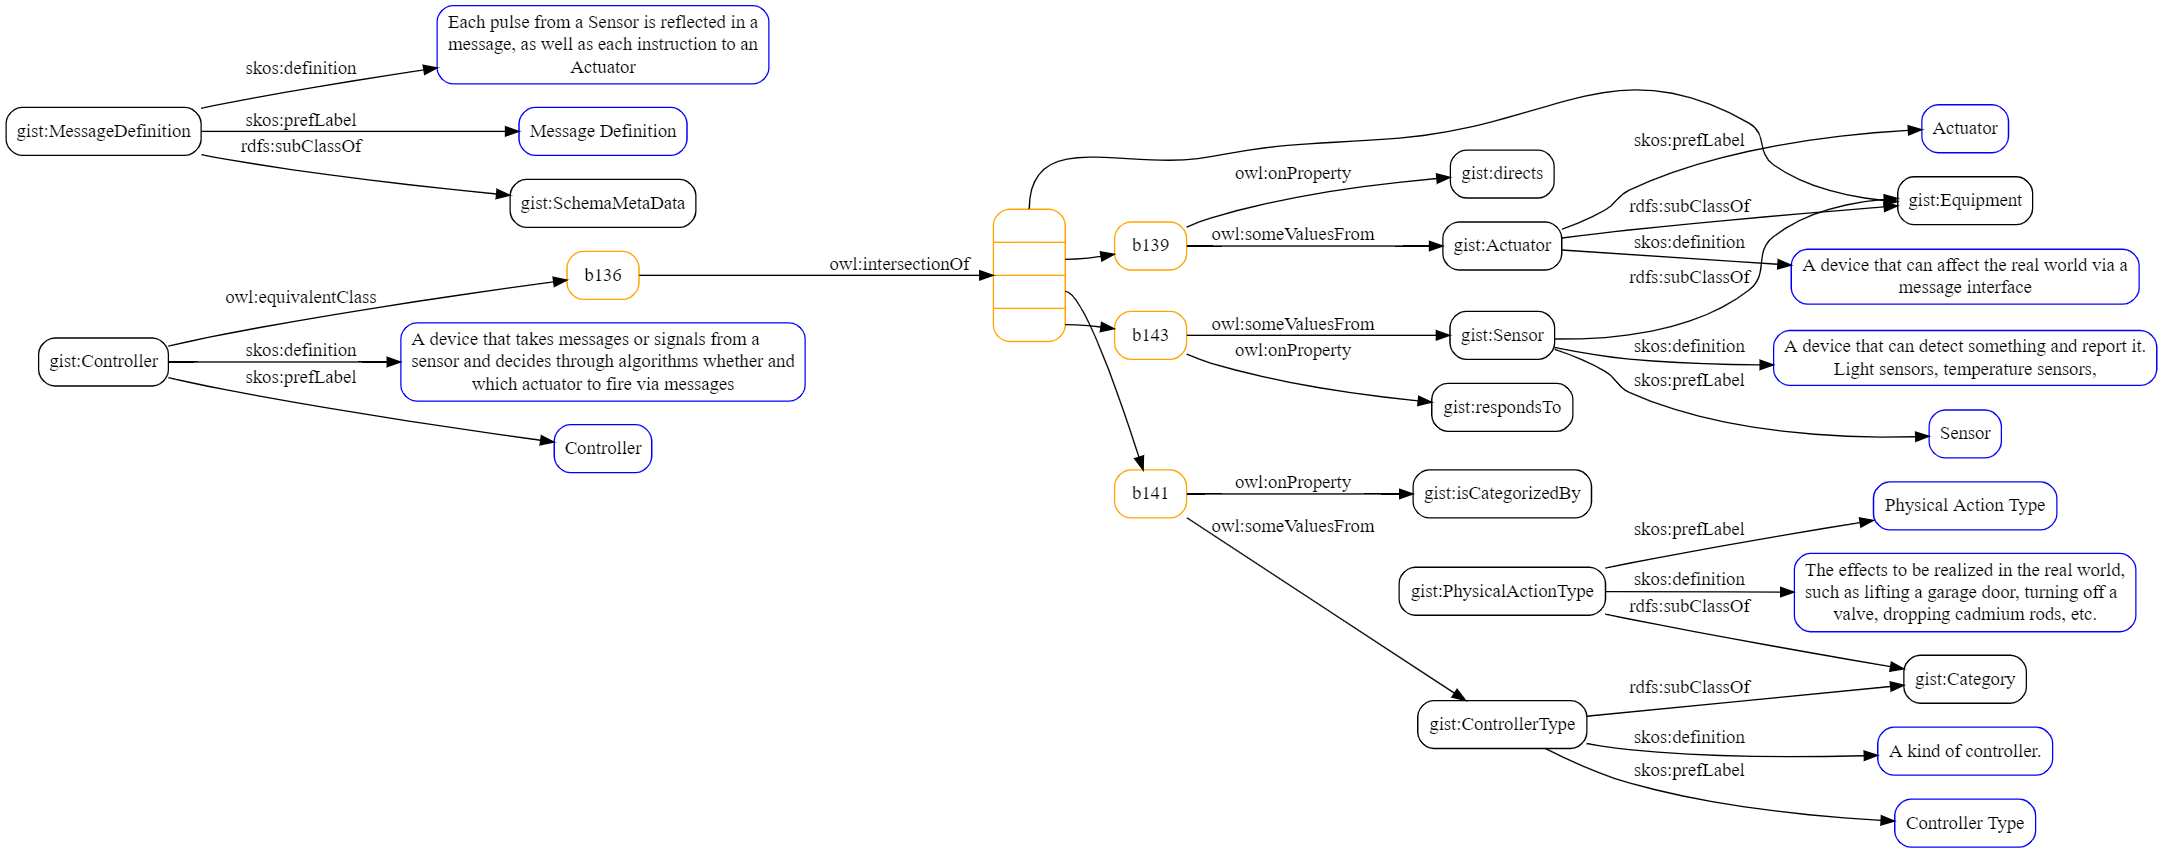 Each pulse from a Sensor is reflected in a
message, as well as each instruction to an
Actuator
skos:definition
gist:MessageDefinition
skos:prefLabel
Message Definition
rdfs:subClassOf
gist:SchemaMetaData
b136
owl:intersectionOf
owl:equivalentClass
gist:Controller
skos:definition
A device that takes messages or signals from a
sensor and decides through algorithms whether and
which actuator to fire via messages
skos:prefLabel
Controller
b139
owl:onProperty
gist:directs
owl:someValuesFrom
gist:Actuator
skos:prefLabel
Actuator
rdfs:subClassOf
gist:Equipment
skos:definition
A device that can affect the real world via a
message interface
rdfs:subClassOf
b143
owl:someValuesFrom
gist:Sensor
owl:onProperty
gist:respondsTo
skos:definition
A device that can detect something and report it.
Light sensors, temperature sensors,
skos:prefLabel
Sensor
b141
owl:onProperty
gist:isCategorizedBy
owl:someValuesFrom
skos:prefLabel
Physical Action Type
gist:PhysicalActionType
skos:definition
The effects to be realized in the real world,
such as lifting a garage door, turning off a
valve, dropping cadmium rods, etc.
rdfs:subClassOf
gist:Category
rdfs:subClassOf
gist:ControllerType
skos:definition
A kind of controller.
skos:prefLabel
Controller Type